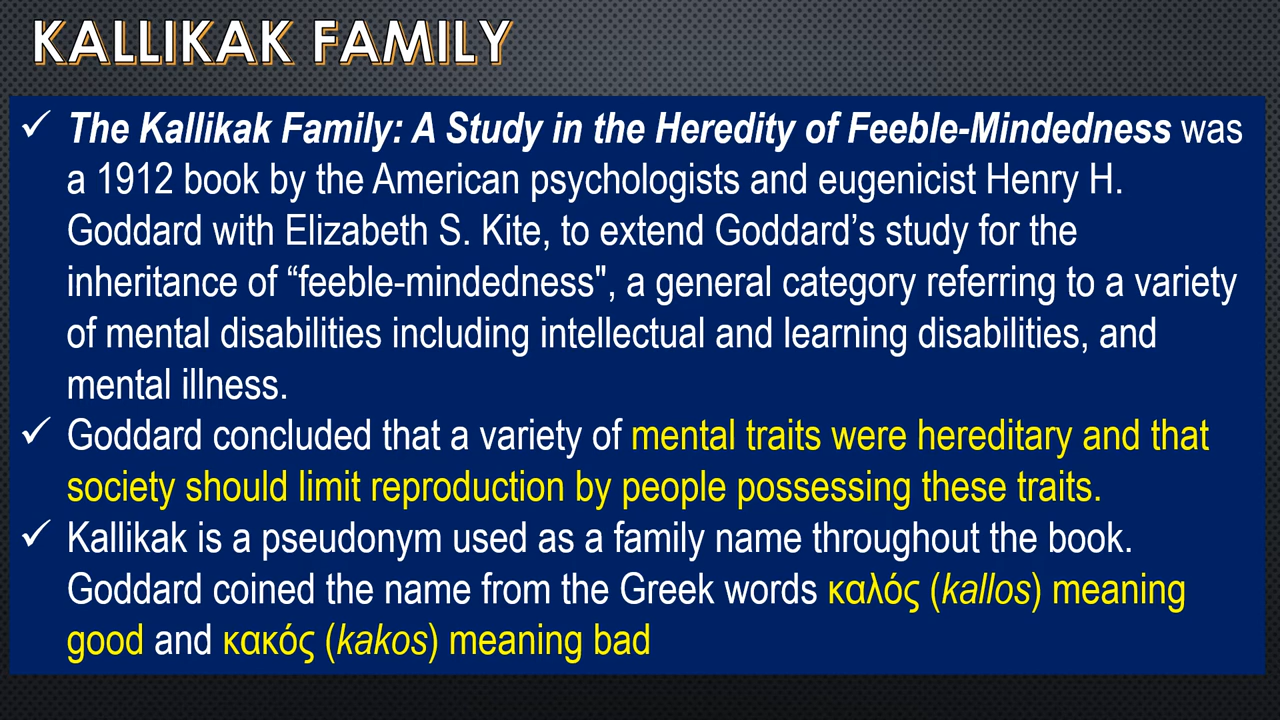 KALLIKAK FAMILY
✓ The Kallikak Family: A Study in the Heredity of Feeble-Mindedness was
a 1912 book by the American psychologists and eugenicist Henry H.
Goddard with Elizabeth S. Kite, to extend Goddard’s study for the
inheritance of “feeble-mindedness", a general category referring to a variety
of mental disabilities including intellectual and learning disabilities, and
mental illness.
✓ Goddard concluded that a variety of mental traits were hereditary and that
society should limit reproduction by people possessing these traits.
✓ Kallikak is a pseudonym used as a family name throughout the book.
Goddard coined the name from the Greek words καλός (kallos) meaning
good and κακός (kakos) meaning bad